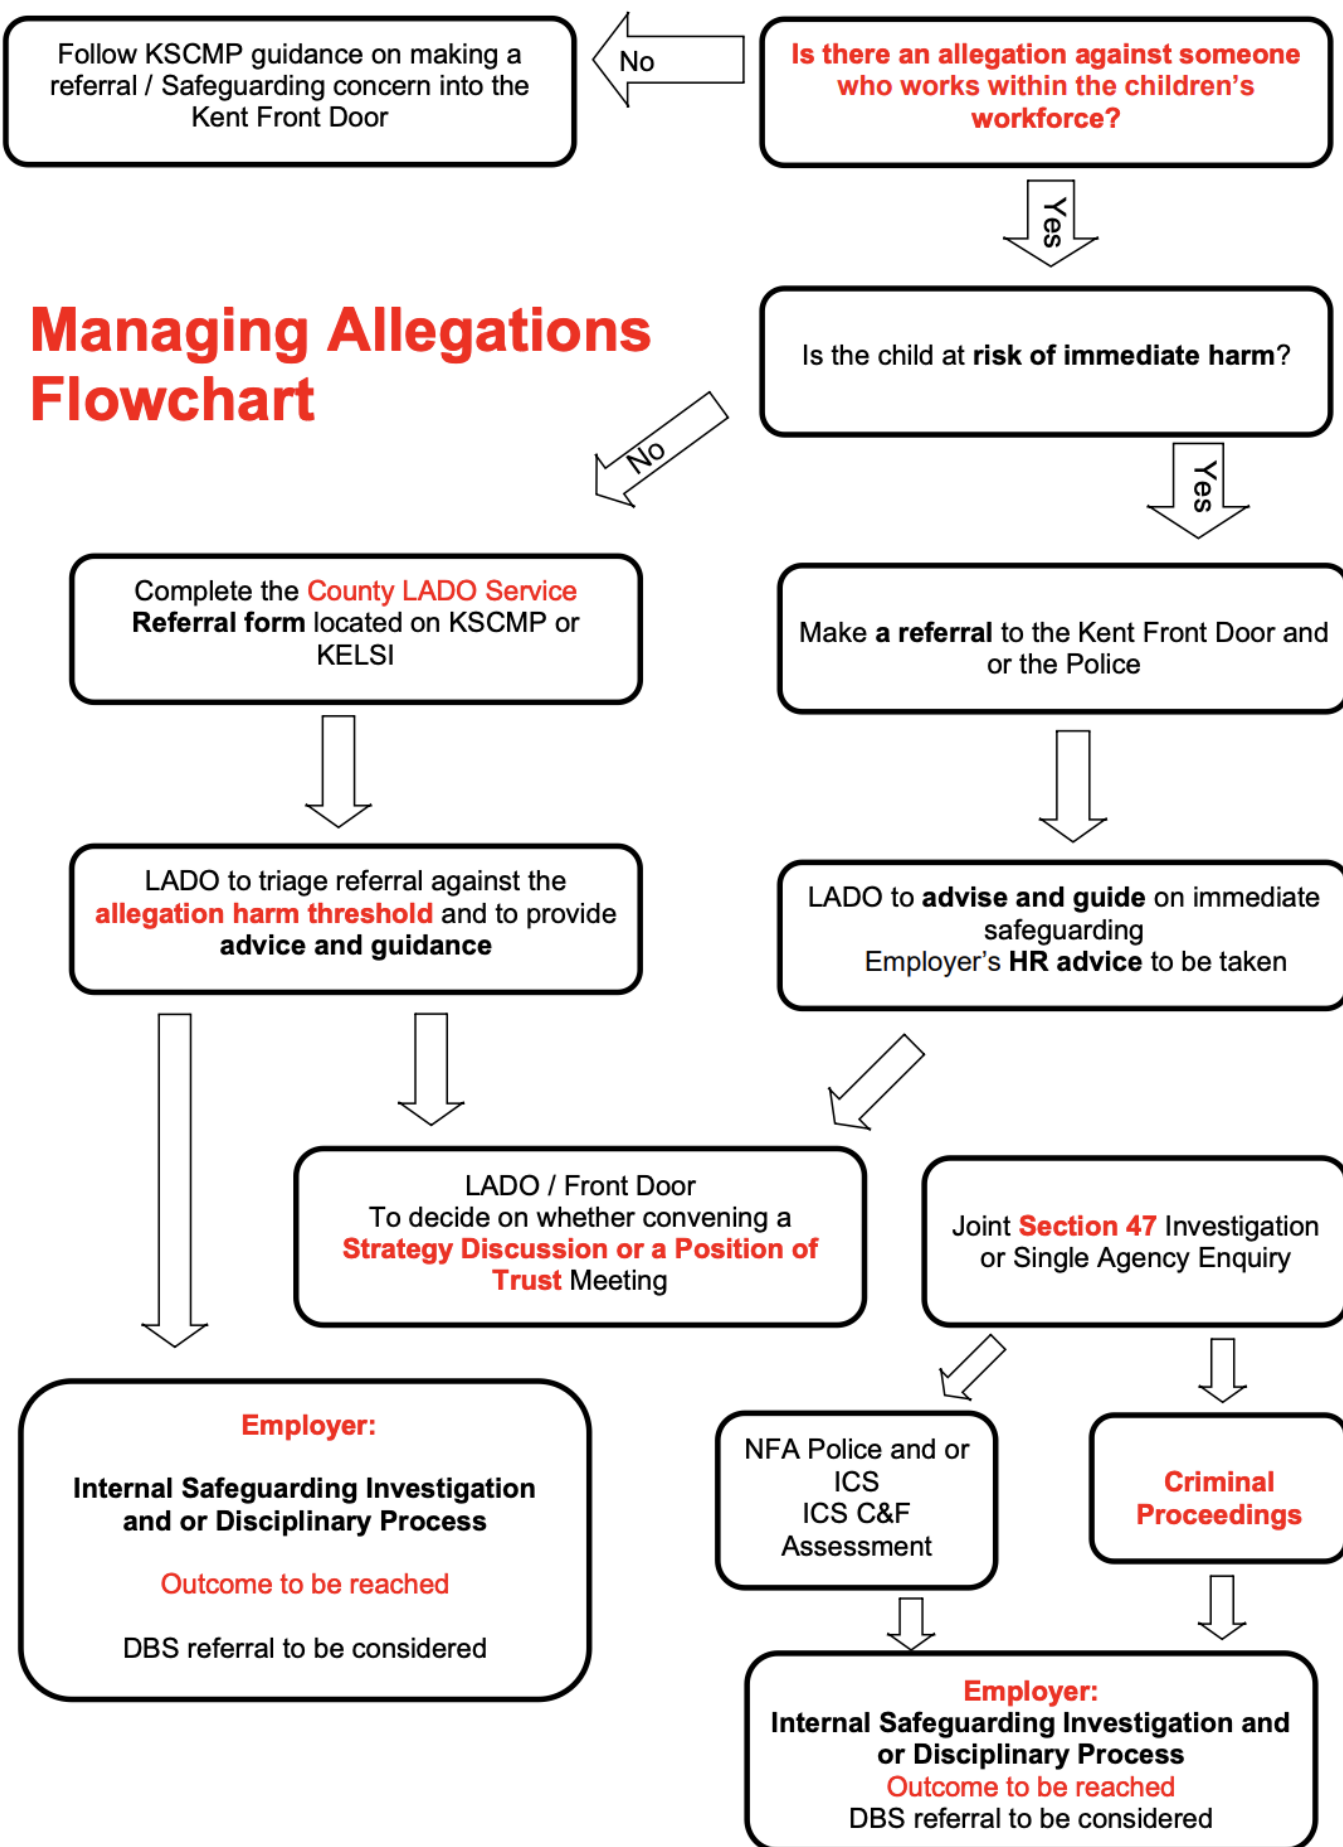 Follow KSCMP guidance on making a
referral / Safeguarding concern into the
Kent Front Door
No
Is there an allegation against someone
who works within the children's
workforce?
Yes
Managing Allegations
Flowchart
Is the child at risk of immediate harm?
No
Yes
Complete the County LADO Service
Referral form located on KSCMP or
KELSI
Make a referral to the Kent Front Door and
or the Police
LADO to triage referral against the
allegation harm threshold and to provide
advice and guidance
LADO to advise and guide on immediate
safeguarding
Employer's HR advice to be taken
LADO / Front Door
To decide on whether convening a
Strategy Discussion or a Position of
Trust Meeting
Joint Section 47 Investigation
or Single Agency Enquiry
Employer:
Internal Safeguarding Investigation
and or Disciplinary Process
Outcome to be reached
DBS referral to be considered
NFA Police and or
ICS
ICS C&F
Assessment
Criminal
Proceedings
Employer:
Internal Safeguarding Investigation and
or Disciplinary Process
Outcome to be reached
DBS referral to be considered